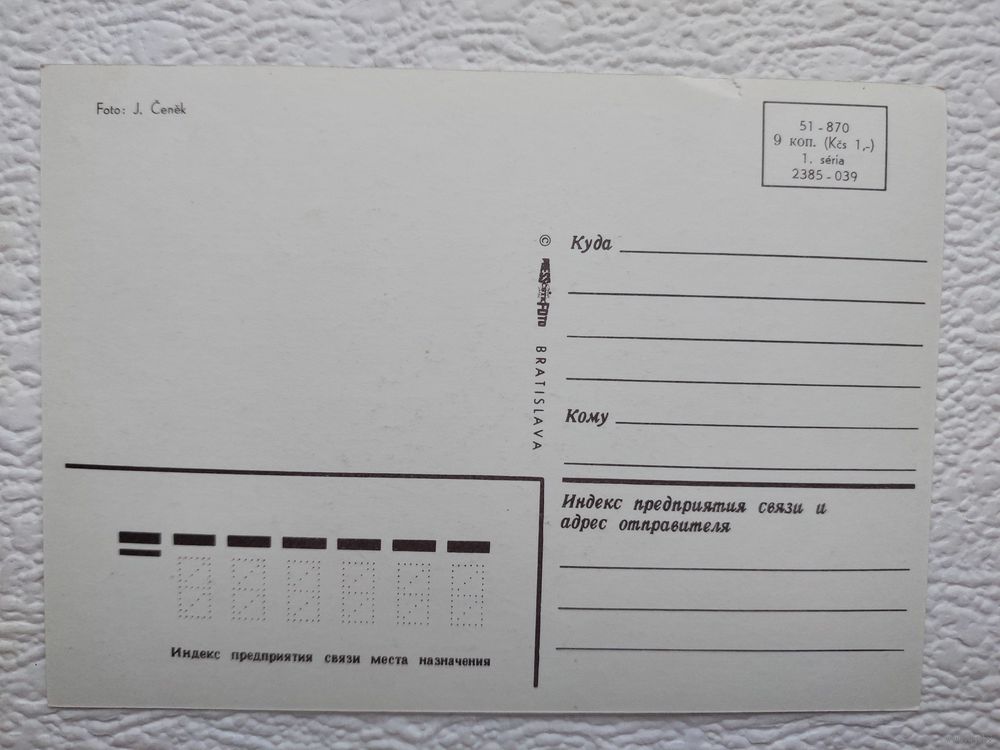 Foto: J. Čeněk
51 - 870
9 коп. (Kčs 1,-)
1. séria
2385 - 039
©
FOTO
BRATISLAVA
Куда
Кому
Индекс предприятия связи и
адрес отправителя
Индекс предприятия связи места назначения